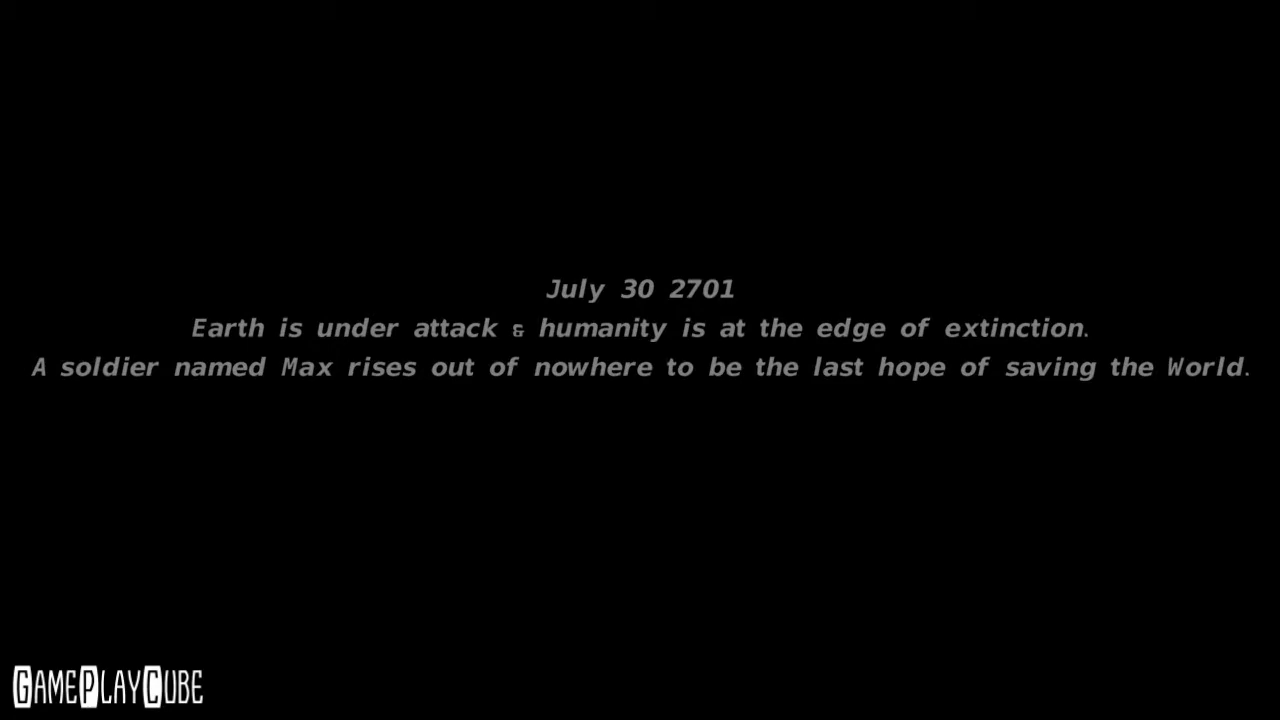 July 30 2701
Earth is under attack & humanity is at the edge of extinction.
A soldier named Max rises out of nowhere to be the last hope of saving the World.
GAMEPLAYCUBE